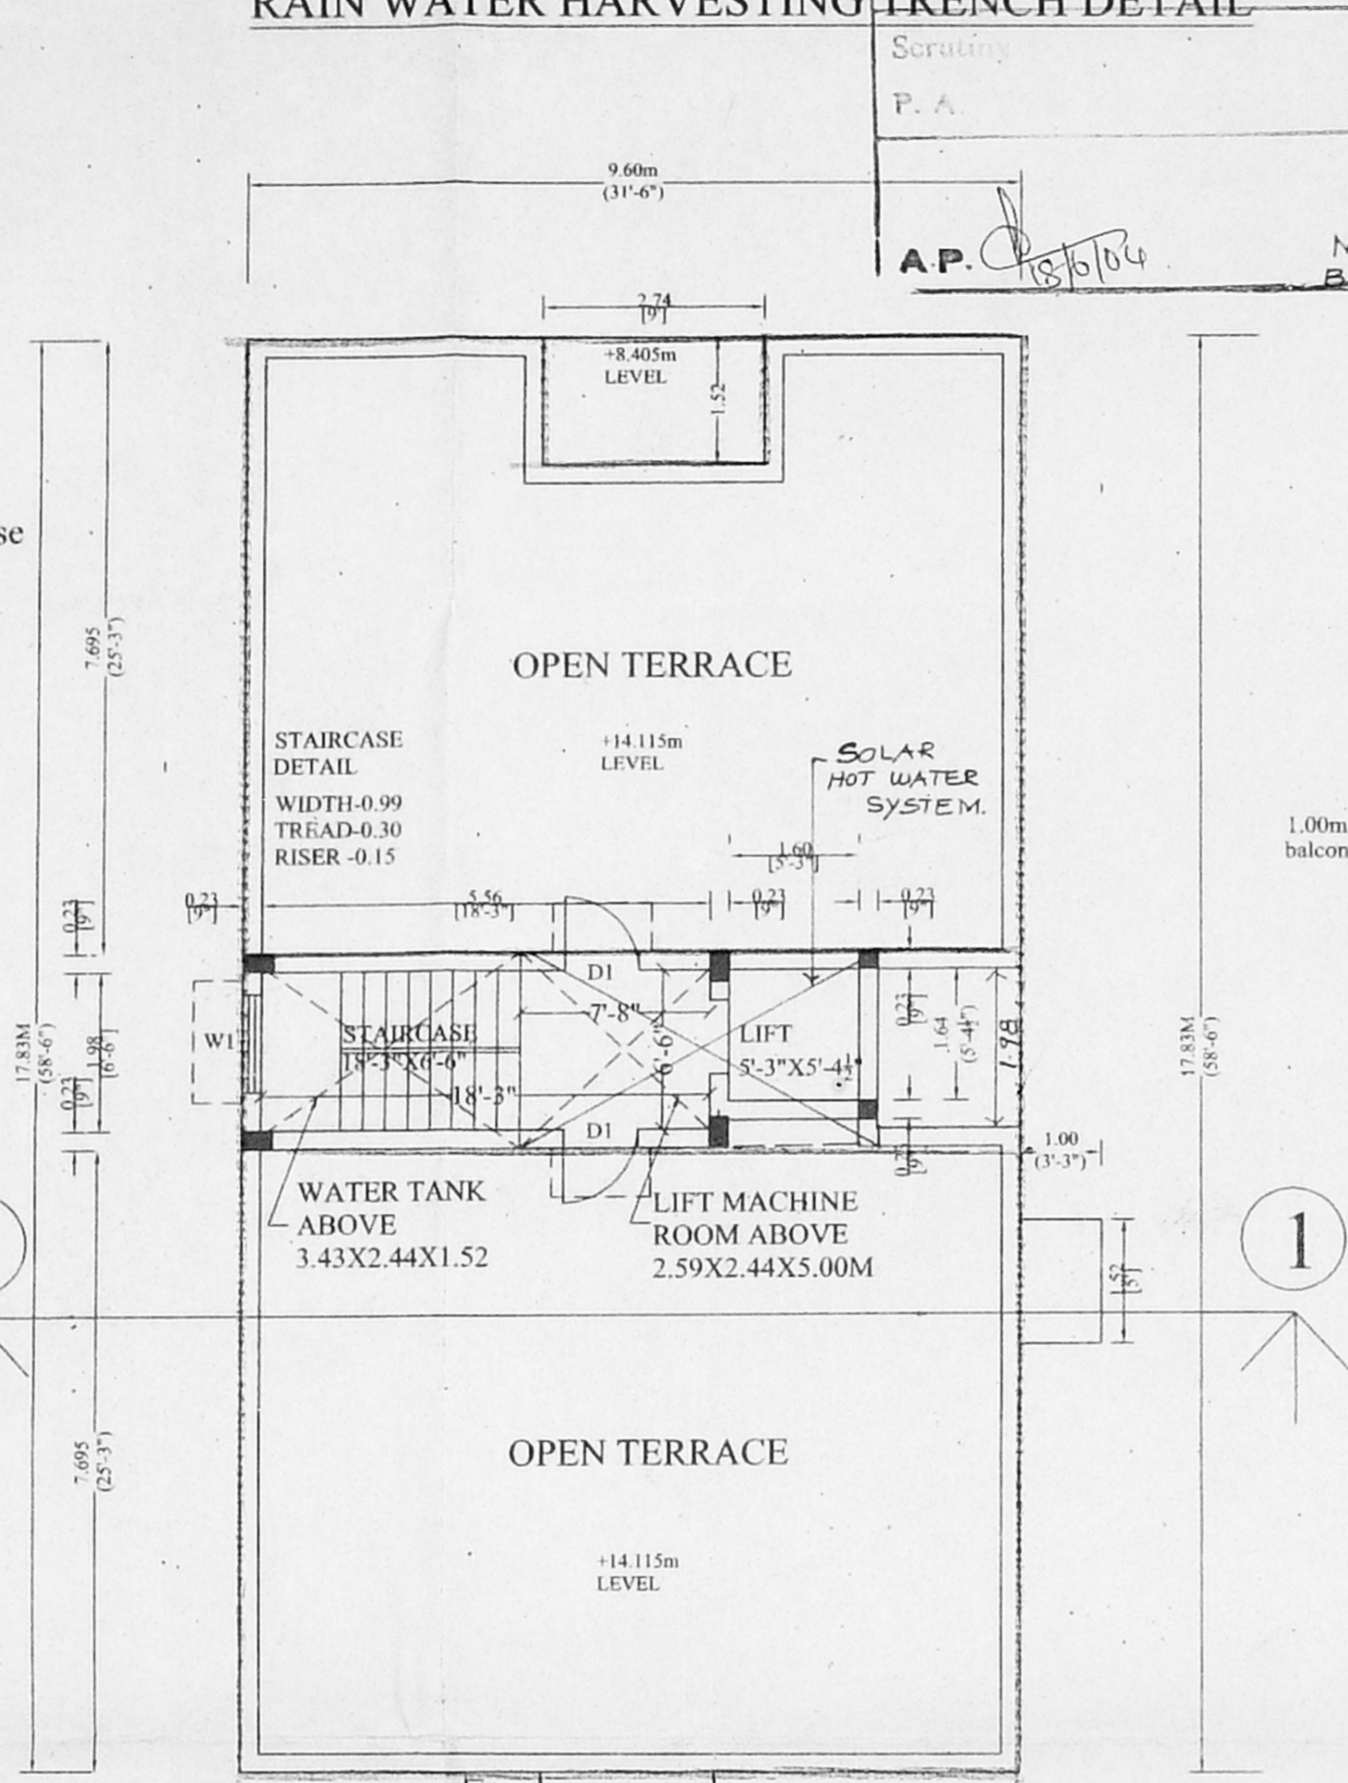 RAIN WATER HARVESTING TRENCH DETAIL
Scrutiny
P. A.
9.60m
(31'-6")
A.P.
18/6/04
2.74
[9']
+8.405m
LEVEL
1.52
se
7.695
(25'-3")
OPEN TERRACE
STAIRCASE
DETAIL
WIDTH-0.99
TREAD-0.30
RISER -0.15
+14.115m
LEVEL
SOLAR
HOT WATER
SYSTEM.
1.00m
balcon
1.60
[5'-3"]
0.23
[9"]
0.23
[9"]
5.56
[18'-3"]
0.23
[9"]
0.23
[9"]
17.83M
(58'-6")
1.98
[6'-6"]
0.23
[9"]
W1
D1
7'-8"
STAIRCASE
18'-3"X6'-6"
6'-6"
18'-3"
LIFT
5'-3"X5'-4½"
0.23
[9"]
1.64
(5'-4½")
1.98
17.83M
(58'-6")
D1
1.00
(3'-3")
WATER TANK
ABOVE
3.43X2.44X1.52
LIFT MACHINE
ROOM ABOVE
2.59X2.44X5.00M
1
1.52
[5']
7.695
(25'-3")
OPEN TERRACE
+14.115m
LEVEL